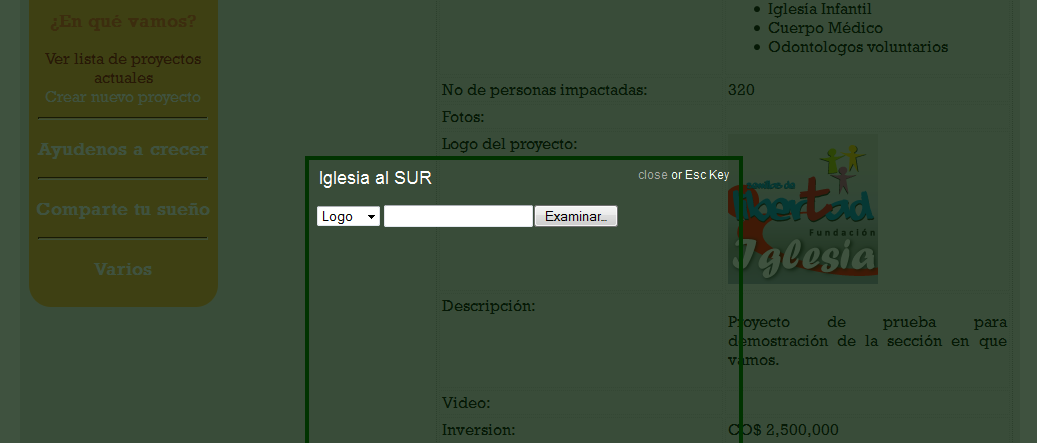 ¿En qué vamos?
Ver lista de proyectos
actuales
Crear nuevo proyecto
Ayudenos a crecer
Comparte tu sueño
Varios
Iglesia Infantil
Cuerpo Médico
Odontologos voluntarios
No de personas impactadas:
320
Fotos:
Logo del proyecto:
libertad
Fundación
Iglesia
Iglesia al SUR
close or Esc Key
Logo
Examinar..
Descripción:
Proyecto de prueba para
demostración de la sección en que
vamos.
Video:
Inversion:
CO$ 2,500,000